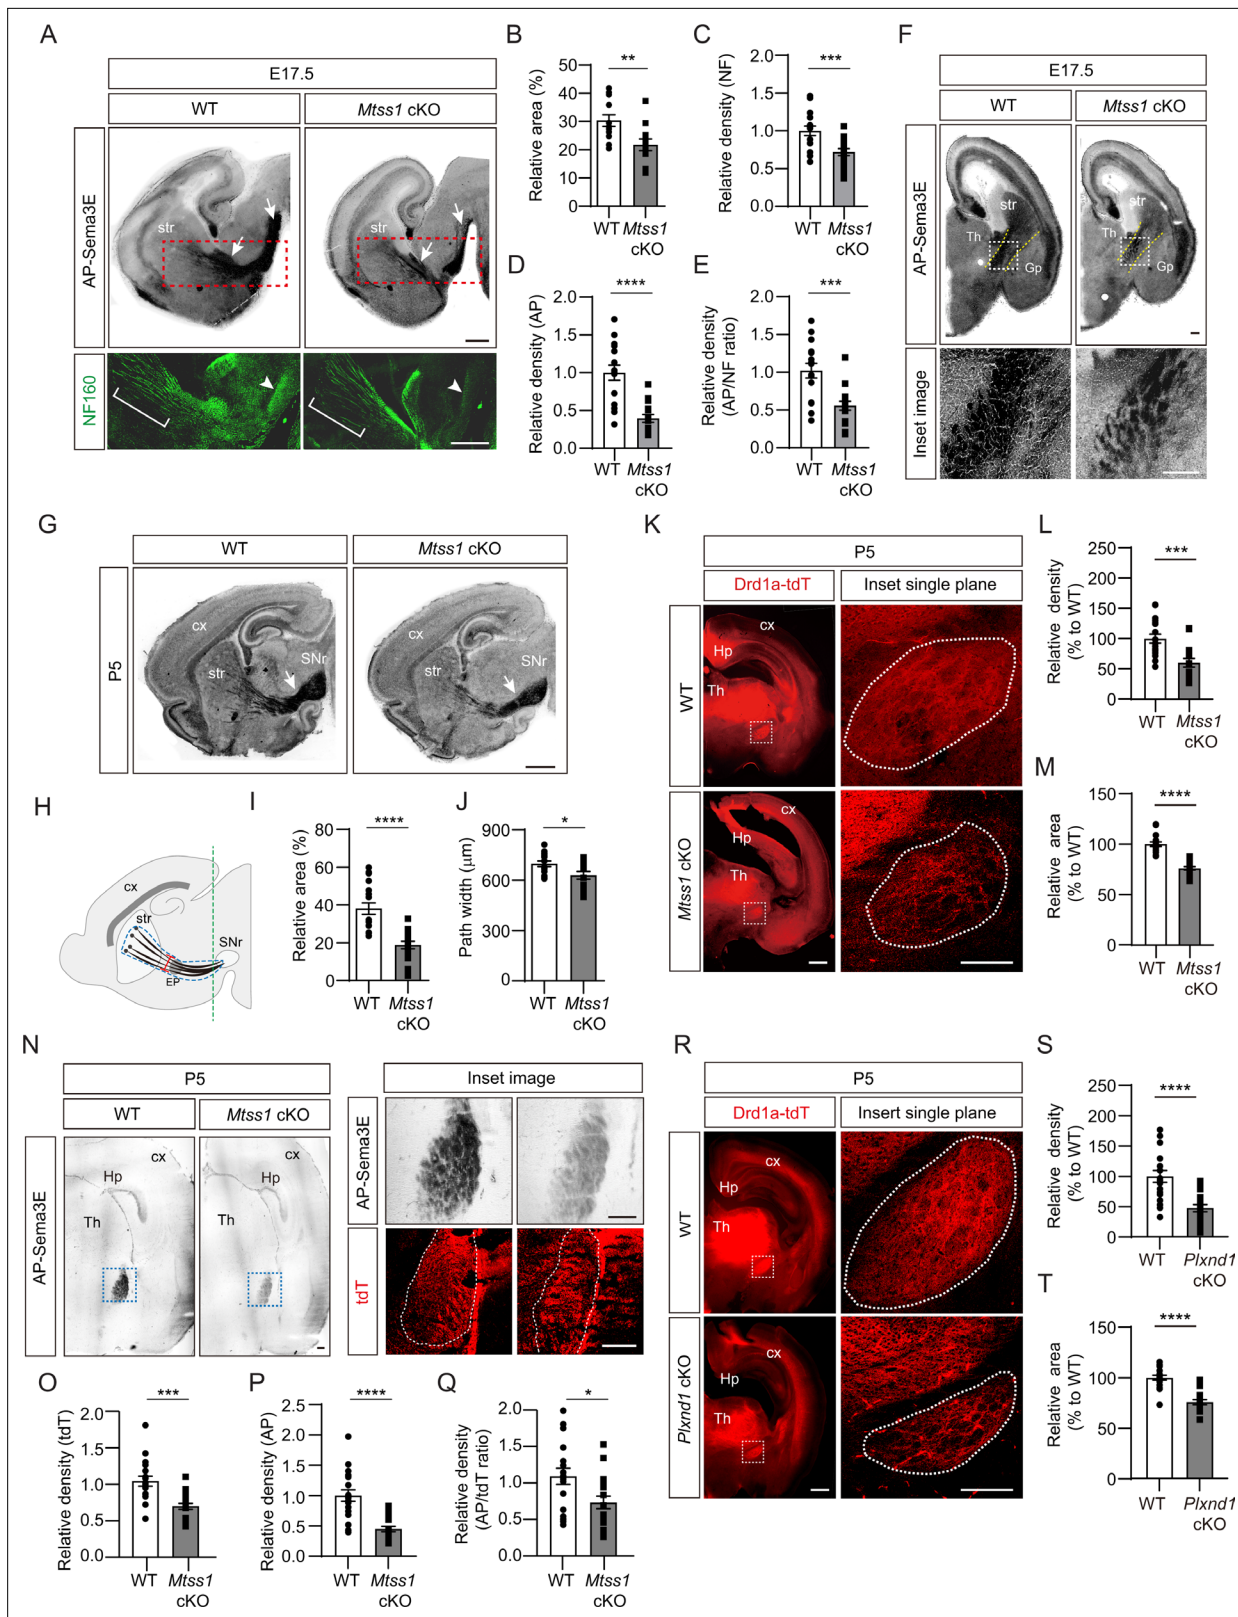 A
E17.5
WT
Mtss1 cKO
AP-Sema3E
str
str
NF160
B
Relative area (%)
50
40
30
20
10
0
**
WT
Mtss1
cKO
C
Relative density (NF)
2.0
1.5
1.0
0.5
0.0
***
WT
Mtss1
cKO
D
Relative density (AP)
2.0
1.5
1.0
0.5
0.0
****
WT
Mtss1
cKO
E
Relative density
(AP/NF ratio)
2.0
1.5
1.0
0.5
0.0
***
WT
Mtss1
cKO
F
E17.5
WT
Mtss1 cKO
AP-Sema3E
str
Th
Gp
str
Th
Gp
Inset image
G
WT
Mtss1 cKO
P5
cx
str
SNr
cx
str
SNr
H
cx
str
SNr
EP
I
Relative area (%)
80
60
40
20
0
****
WT
Mtss1
cKO
J
Path width (μm)
900
600
300
0
*
WT
Mtss1
cKO
K
P5
Drd1a-tdT
Inset single plane
WT
cx
Hp
Th
Mtss1 cKO
cx
Hp
Th
L
Relative density
(% to WT)
250
200
150
100
50
0
***
WT
Mtss1
cKO
M
Relative area
(% to WT)
150
100
50
0
****
WT
Mtss1
cKO
N
P5
WT
Mtss1 cKO
AP-Sema3E
cx
Hp
Th
cx
Hp
Th
Inset image
AP-Sema3E
tdT
O
Relative density (tdT)
2.0
1.5
1.0
0.5
0.0
***
WT
Mtss1
cKO
P
Relative density (AP)
2.5
2.0
1.5
1.0
0.5
0.0
****
WT
Mtss1
cKO
Q
Relative density
(AP/tdT ratio)
2.0
1.5
1.0
0.5
0.0
*
WT
Mtss1
cKO
R
P5
Drd1a-tdT
Insert single plane
WT
cx
Hp
Th
Plxnd1 cKO
cx
Hp
Th
S
Relative density
(% to WT)
250
200
150
100
50
0
****
WT
Plxnd1
cKO
T
Relative area
(% to WT)
150
100
50
0
****
WT
Plxnd1
cKO